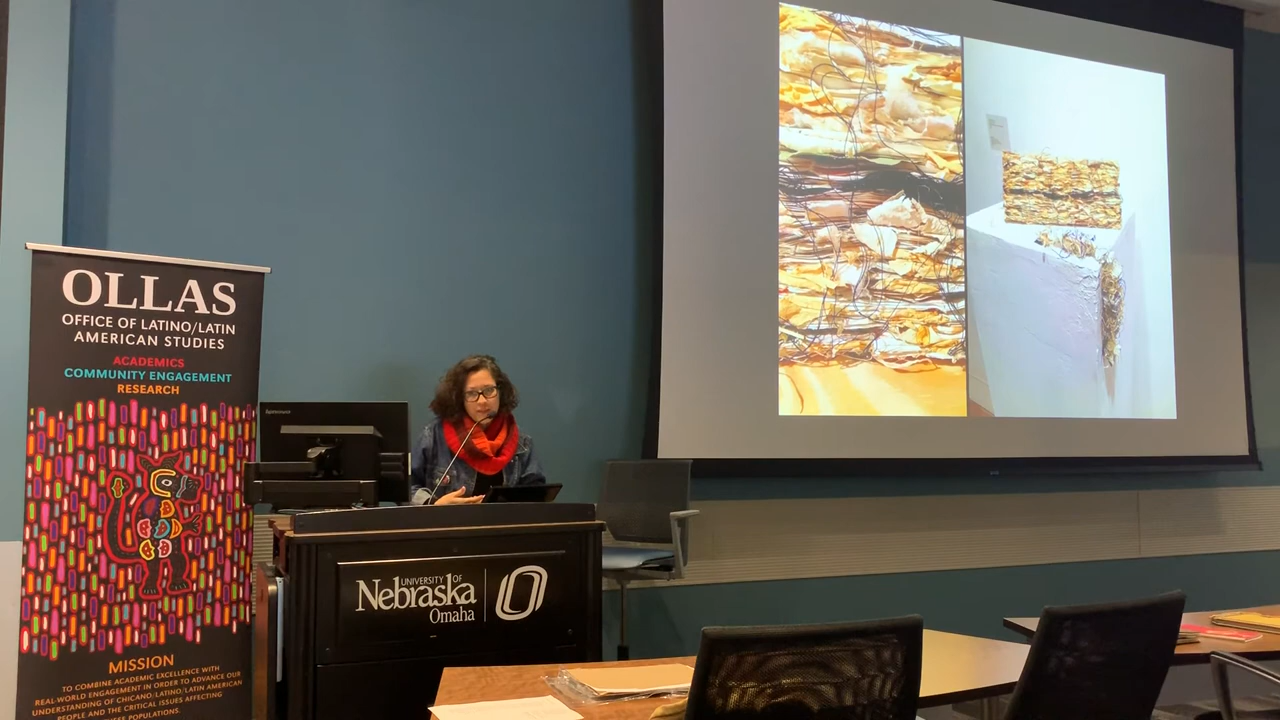 OLLAS
OFFICE OF LATINO/LATIN
AMERICAN STUDIES
ACADEMICS
COMMUNITY ENGAGEMENT
RESEARCH
MISSION
TO COMBINE ACADEMIC EXCELLENCE WITH
REAL-WORLD ENGAGEMENT IN ORDER TO ADVANCE OUR
UNDERSTANDING OF CHICANO/LATINO/LATIN AMERICAN
PEOPLE AND THE CRITICAL ISSUES AFFECTING
THESE POPULATIONS.
UNIVERSITY OF
Nebraska
Omaha
O